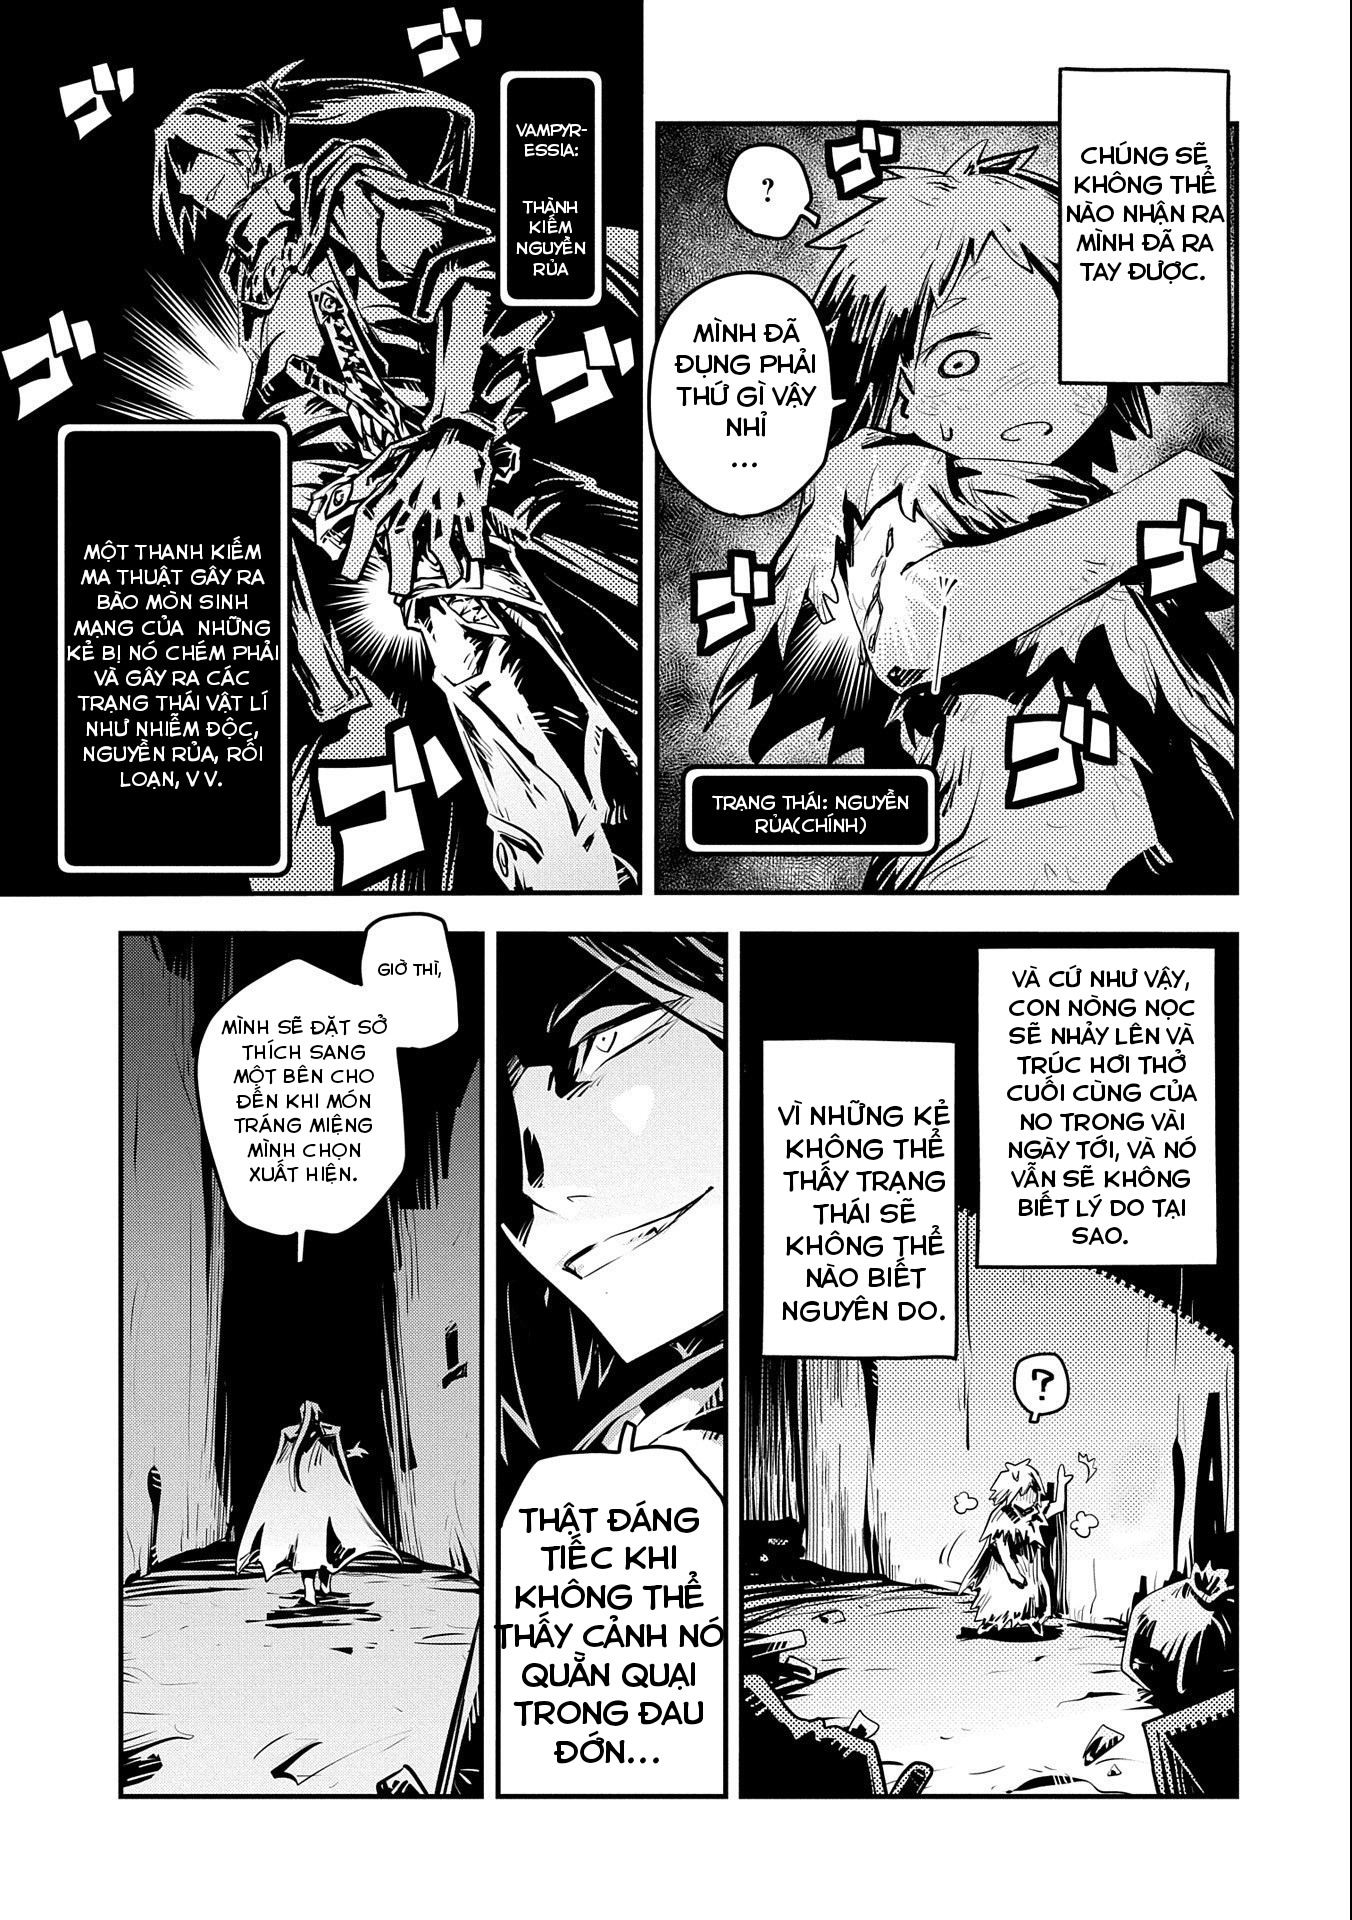 CHÚNG SẼ
KHÔNG THỂ
NÀO NHẬN RA
MÌNH ĐÃ RA
TAY ĐƯỢC.
?
ゴ
MÌNH ĐÃ
ĐỤNG PHẢI
THỨ GÌ VẬY
NHỈ
...
ゴ
ゴ
ゴ
TRẠNG THÁI: NGUYỀN
RỦA(CHÍNH)
ゴ
ゴ
VAMPYR-
ESSIA:
THÀNH
KIẾM
NGUYỀN
RỦA
ゴ
ゴ
ゴ
MỘT THANH KIẾM
MA THUẬT GÂY RA
BÀO MÒN SINH
MẠNG CỦA NHỮNG
KẺ BỊ NÓ CHÉM PHẢI
VÀ GÂY RA CÁC
TRẠNG THÁI VẬT LÍ
NHƯ NHIỄM ĐỘC,
NGUYỀN RỦA, RỐI
LOẠN, V V.
VÀ CỨ NHƯ VẬY,
CON NÒNG NỌC
SẼ NHẢY LÊN VÀ
TRÚC HƠI THỞ
CUỐI CÙNG CỦA
NO TRONG VÀI
NGÀY TỚI, VÀ NÓ
VẪN SẼ KHÔNG
BIẾT LÝ DO TẠI
SAO.
VÌ NHỮNG KẺ
KHÔNG THỂ
THẤY TRẠNG
THÁI SẼ
KHÔNG THỂ
NÀO BIẾT
NGUYÊN DO.
?
THẬT ĐÁNG
TIẾC KHI
KHÔNG THỂ
THẤY CẢNH NÓ
QUẰN QUẠI
TRONG ĐAU
ĐỚN...
GIỜ THÌ,
MÌNH SẼ ĐẶT SỞ
THÍCH SANG
MỘT BÊN CHO
ĐẾN KHI MÓN
TRÁNG MIỆNG
MÌNH CHỌN
XUẤT HIỆN.